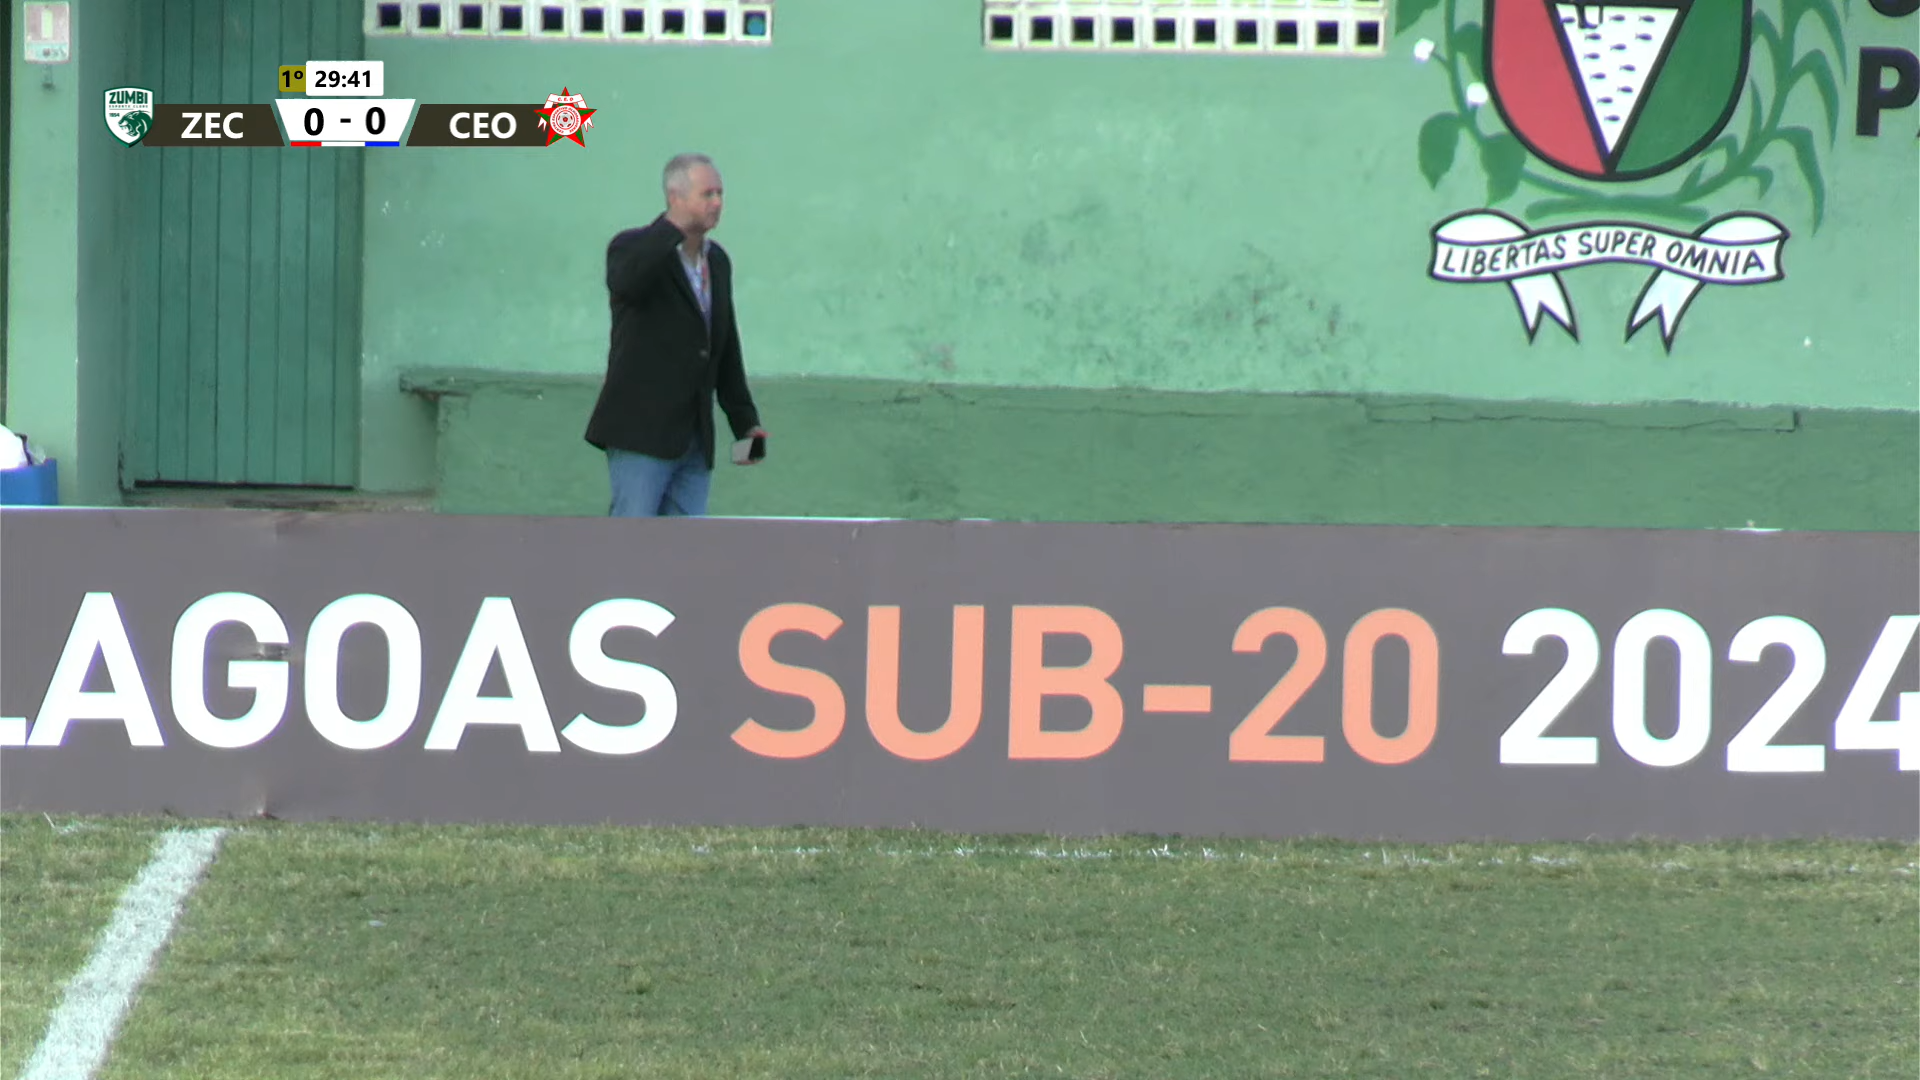 1º 29:41
ZUMBI
ZEC 0 - 0 CEO
LIBERTAS SUPER OMNIA
LAGOAS SUB-20 2024